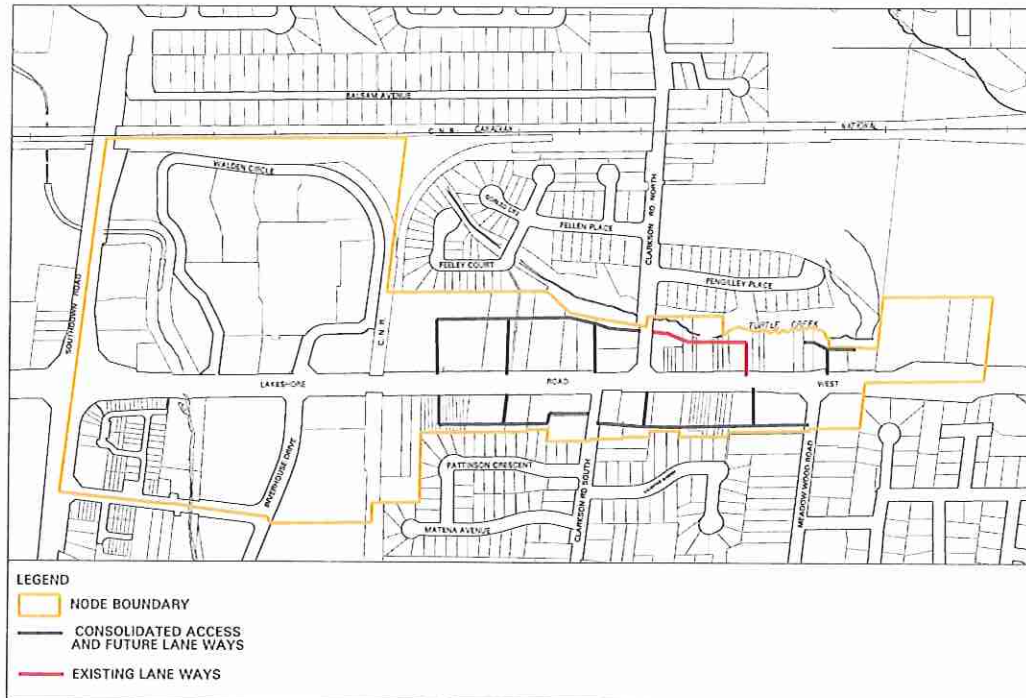 BALSAM AVENUE
C.N.R. CANADIAN NATIONAL
WALDEN CIRCLE
FELLEN PLACE
CLARKSON RD. NORTH
FEELEY COURT
PENGILLEY PLACE
SOUTHDOWN ROAD
C.N.R.
TURTLE CREEK
LAKESHORE ROAD WEST
INVERHOUSE DRIVE
PATTINSON CRESCENT
CLARKSON RD SOUTH
MEADOW WOOD ROAD
MATENA AVENUE
LEGEND
NODE BOUNDARY
CONSOLIDATED ACCESS
AND FUTURE LANE WAYS
EXISTING LANE WAYS